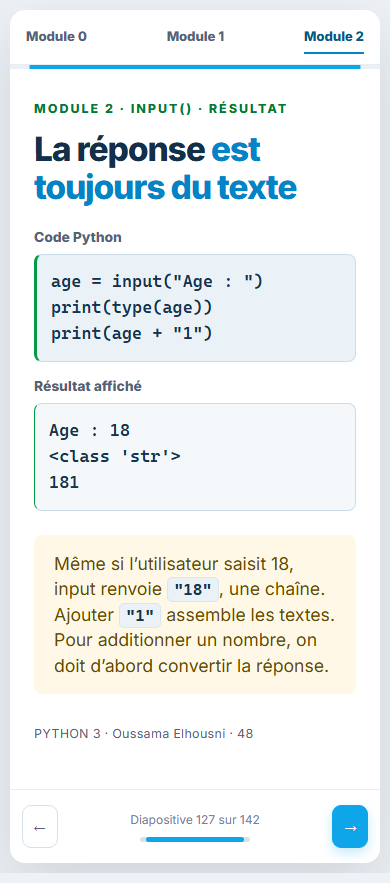 Module 0
Module 1
Module 2
MODULE 2 · INPUT() · RÉSULTAT
La réponse est
toujours du texte
Code Python
age = input("Age : ")
print(type(age))
print(age + "1")
Résultat affiché
Age : 18
<class 'str'>
181
Même si l’utilisateur saisit 18,
input renvoie "18", une chaîne.
Ajouter "1" assemble les textes.
Pour additionner un nombre, on
doit d’abord convertir la réponse.
PYTHON 3 · Oussama Elhousni · 48
←
Diapositive 127 sur 142
→